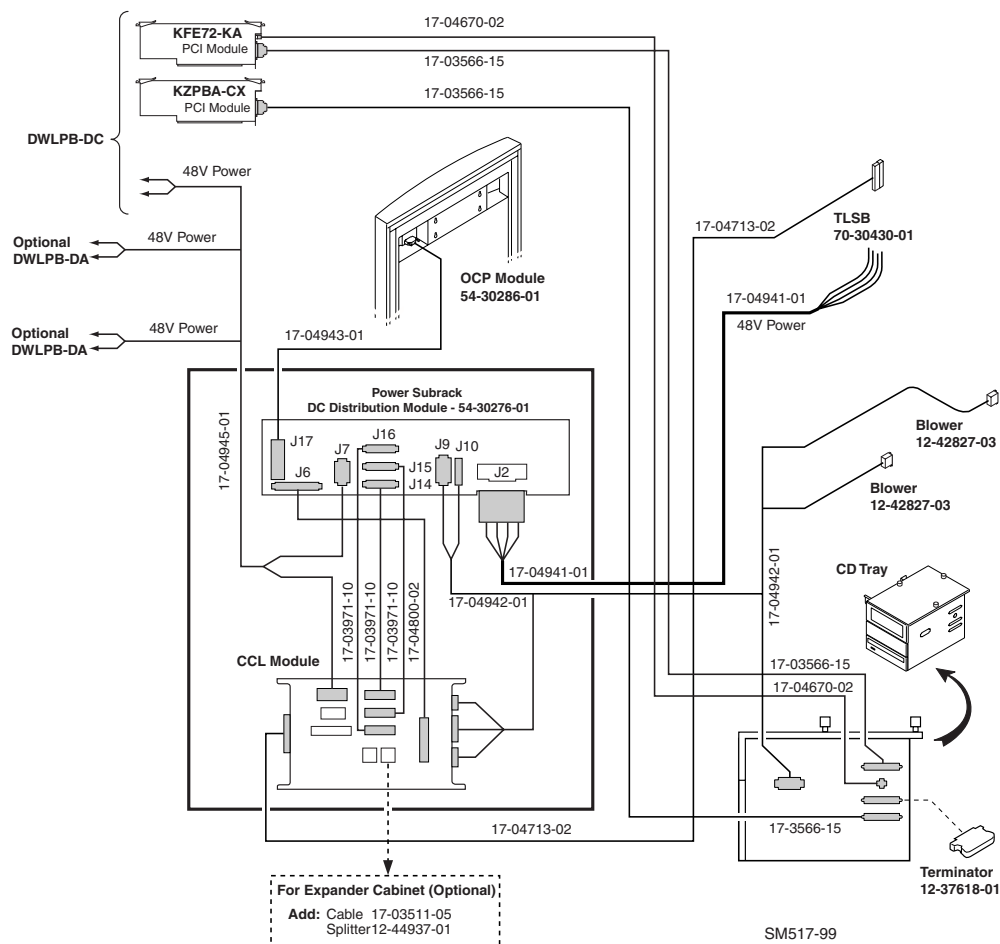 17-04670-02
KFE72-KA
PCI Module
17-03566-15
KZPBA-CX
PCI Module
17-03566-15
DWLPB-DC
48V Power
Optional
DWLPB-DA
48V Power
Optional
DWLPB-DA
48V Power
OCP Module
54-30286-01
17-04943-01
17-04713-02
TLSB
70-30430-01
17-04941-01
48V Power
Blower
12-42827-03
Blower
12-42827-03
Power Subrack
DC Distribution Module - 54-30276-01
J17
J6
J7
J16
J15
J14
J9
J10
J2
17-04945-01
17-04941-01
17-04942-01
17-04942-01
17-03971-10
17-03971-10
17-03971-10
17-04800-02
CCL Module
CD Tray
17-03566-15
17-04670-02
17-3566-15
17-04713-02
Terminator
12-37618-01
For Expander Cabinet (Optional)
Add: Cable 17-03511-05
Splitter12-44937-01
SM517-99